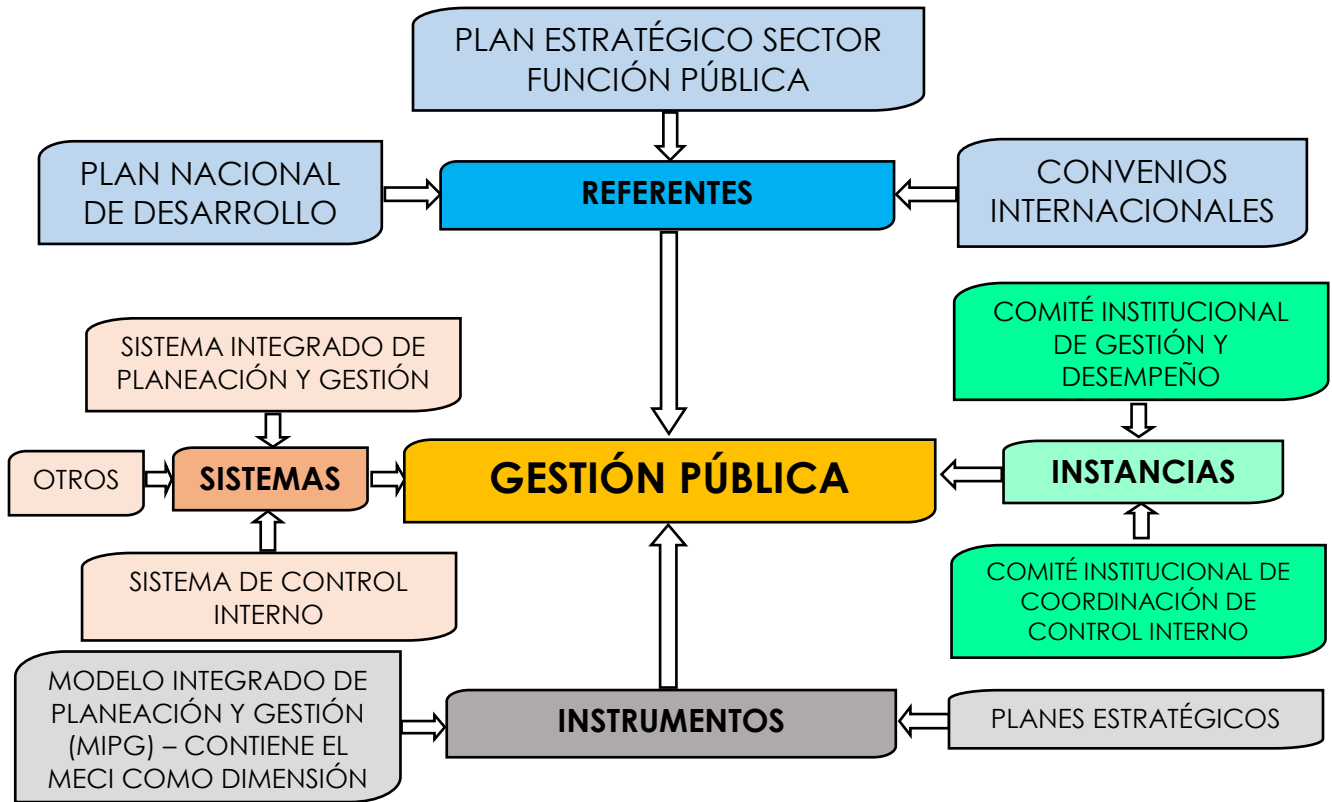 PLAN ESTRATÉGICO SECTOR
FUNCIÓN PÚBLICA
PLAN NACIONAL
DE DESARROLLO
REFERENTES
CONVENIOS
INTERNACIONALES
SISTEMA INTEGRADO DE
PLANEACIÓN Y GESTIÓN
COMITÉ INSTITUCIONAL
DE GESTIÓN Y
DESEMPEÑO
OTROS
SISTEMAS
GESTIÓN PÚBLICA
INSTANCIAS
SISTEMA DE CONTROL
INTERNO
COMITÉ INSTITUCIONAL DE
COORDINACIÓN DE
CONTROL INTERNO
MODELO INTEGRADO DE
PLANEACIÓN Y GESTIÓN
(MIPG) – CONTIENE EL
MECI COMO DIMENSIÓN
INSTRUMENTOS
PLANES ESTRATÉGICOS